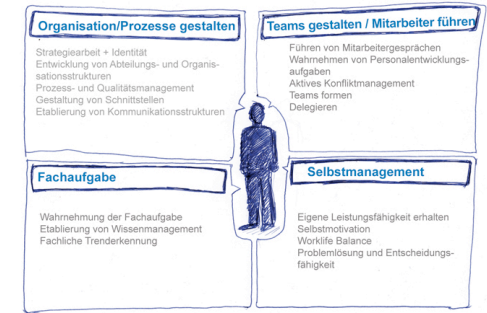 Organisation/Prozesse gestalten
Strategiearbeit + Identität
Entwicklung von Abteilungs- und Organis-
sationsstrukturen
Prozess- und Qualitätsmanagement
Gestaltung von Schnittstellen
Etablierung von Kommunikationsstrukturen
Teams gestalten / Mitarbeiter führen
Führen von Mitarbeitergesprächen
Wahrnehmen von Personalentwicklungs-
aufgaben
Aktives Konfliktmanagement
Teams formen
Delegieren
Fachaufgabe
Wahrnehmung der Fachaufgabe
Etablierung von Wissenmanagement
Fachliche Trenderkennung
Selbstmanagement
Eigene Leistungsfähigkeit erhalten
Selbstmotivation
Worklife Balance
Problemlösung und Entscheidungs-
fähigkeit